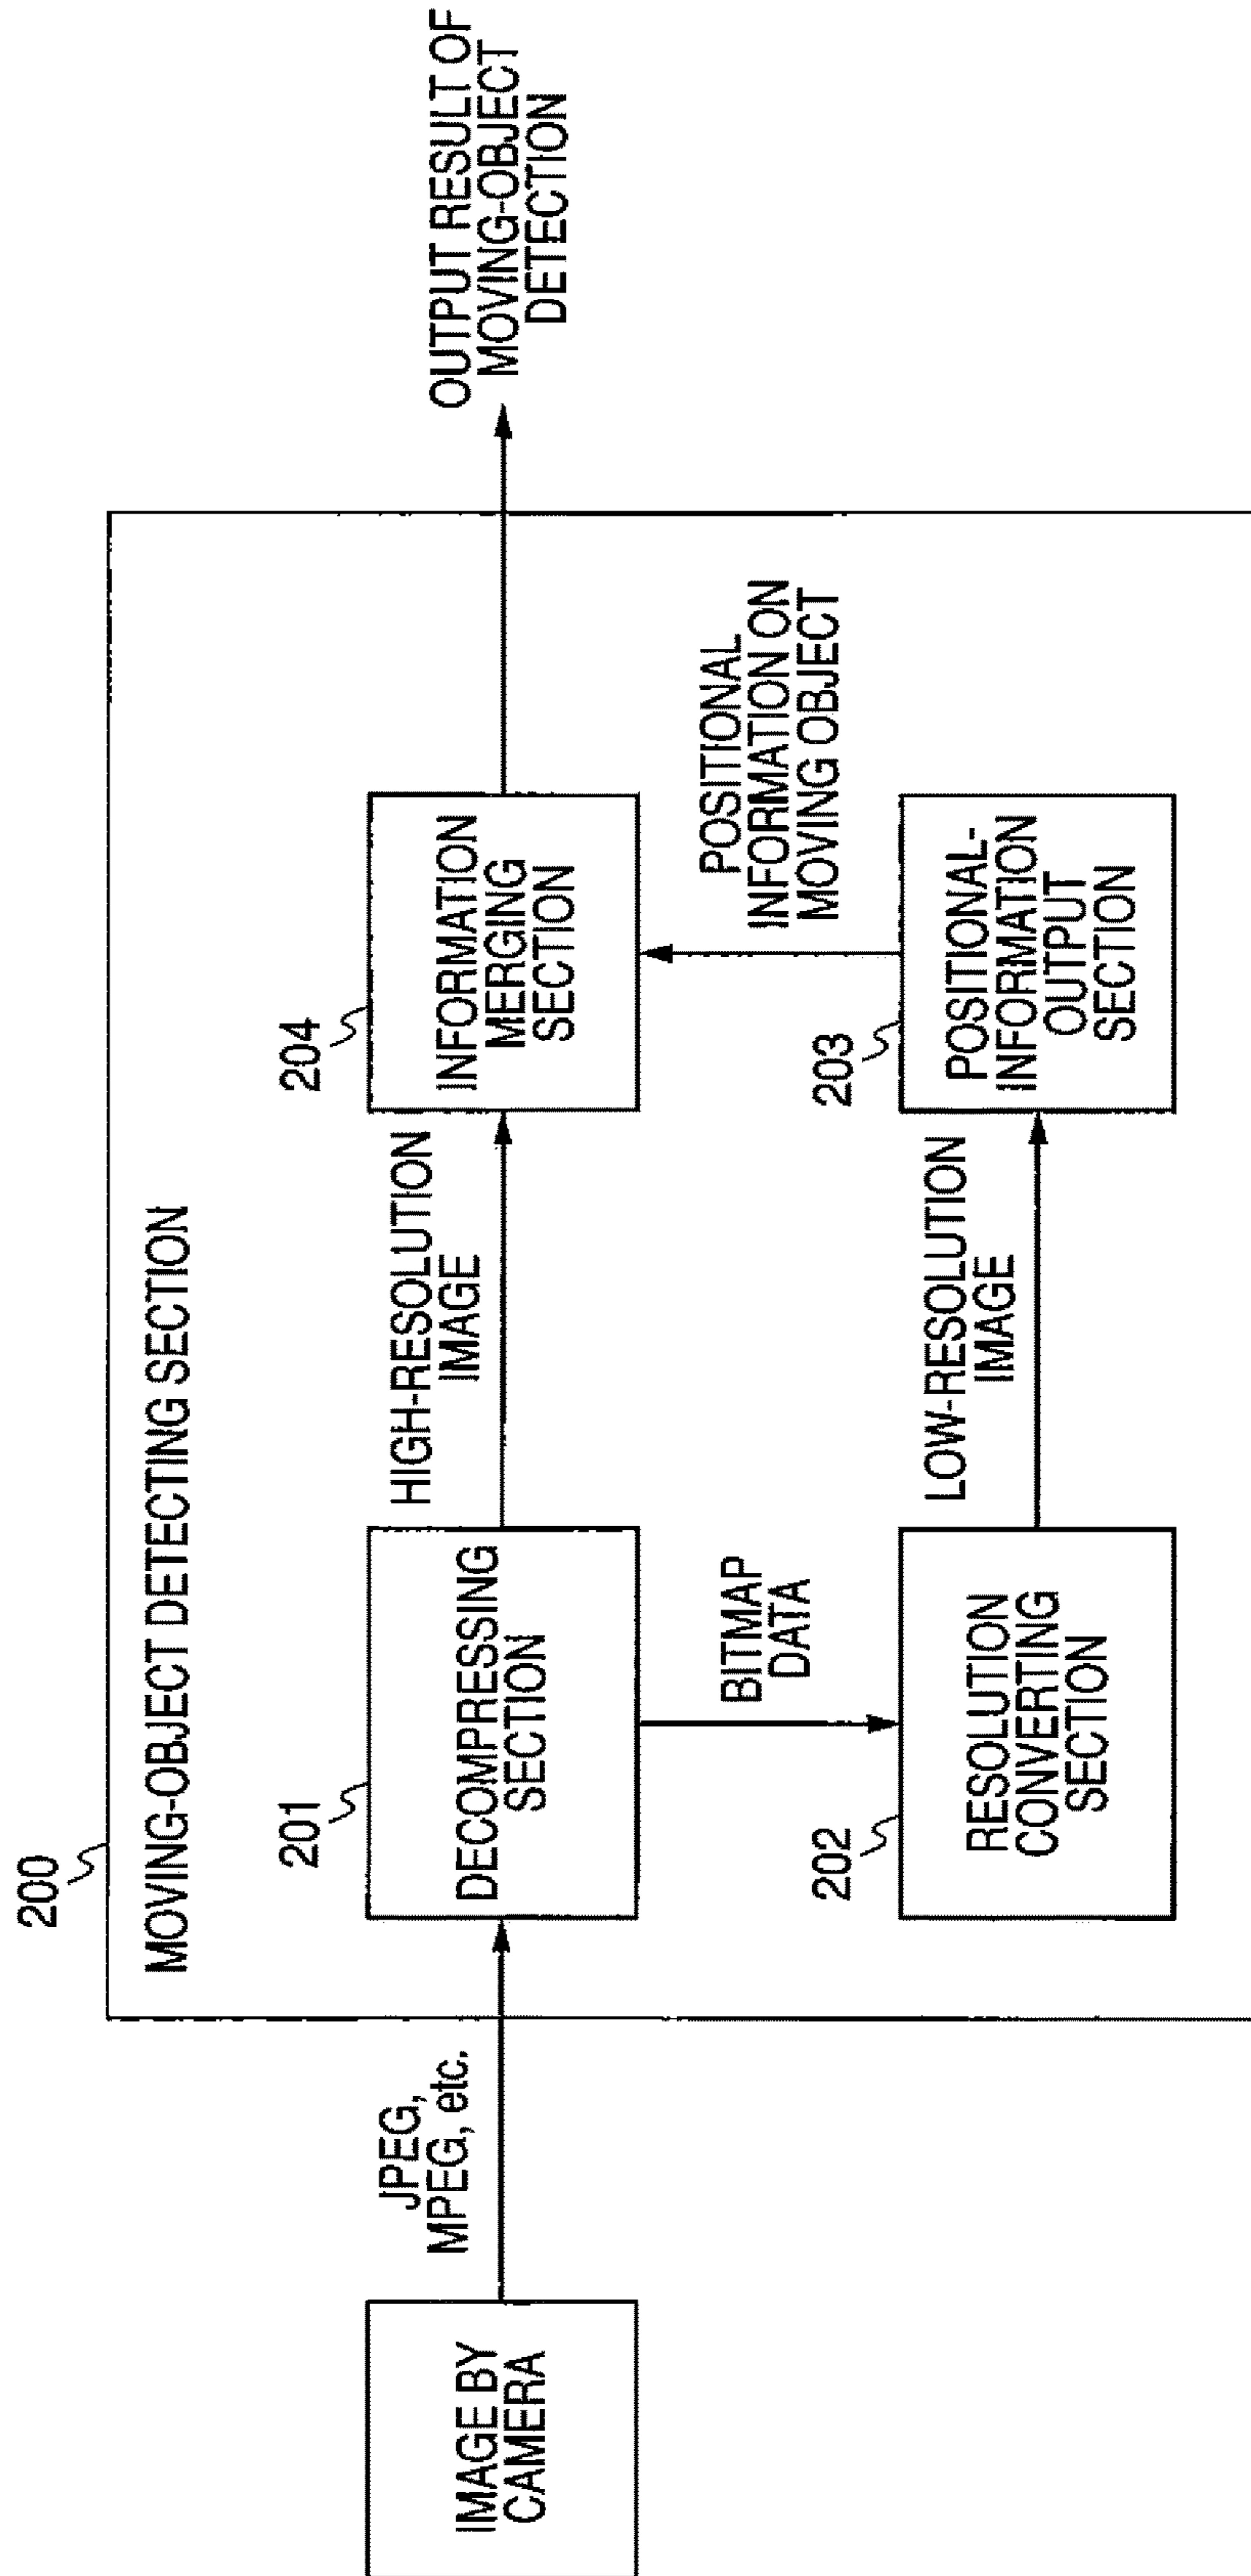 200
MOVING-OBJECT DETECTING SECTION
IMAGE BY
CAMERA
JPEG,
MPEG, etc.
201
DECOMPRESSING
SECTION
HIGH-RESOLUTION
IMAGE
204
INFORMATION
MERGING
SECTION
OUTPUT RESULT OF
MOVING-OBJECT
DETECTION
BITMAP
DATA
POSITIONAL
INFORMATION ON
MOVING OBJECT
202
RESOLUTION
CONVERTING
SECTION
LOW-RESOLUTION
IMAGE
203
POSITIONAL-
INFORMATION
OUTPUT
SECTION